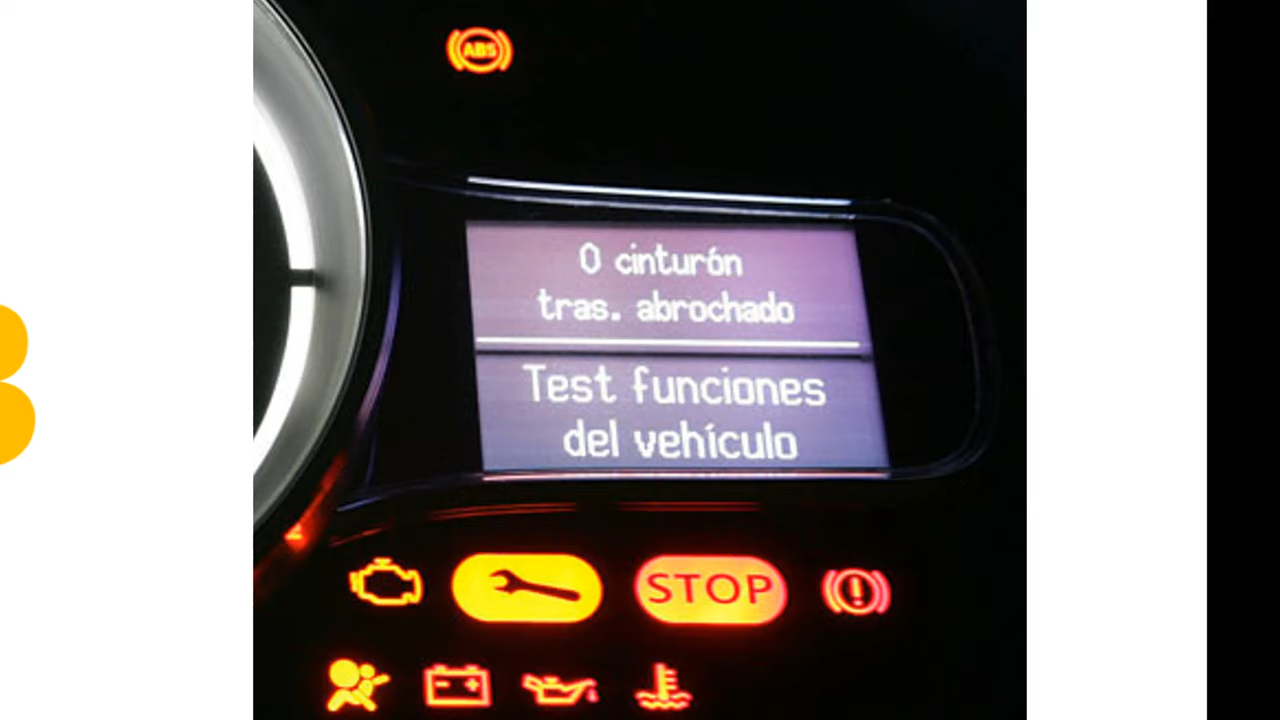 ABS
0 cinturón
tras. abrochado
Test funciones
del vehículo
STOP